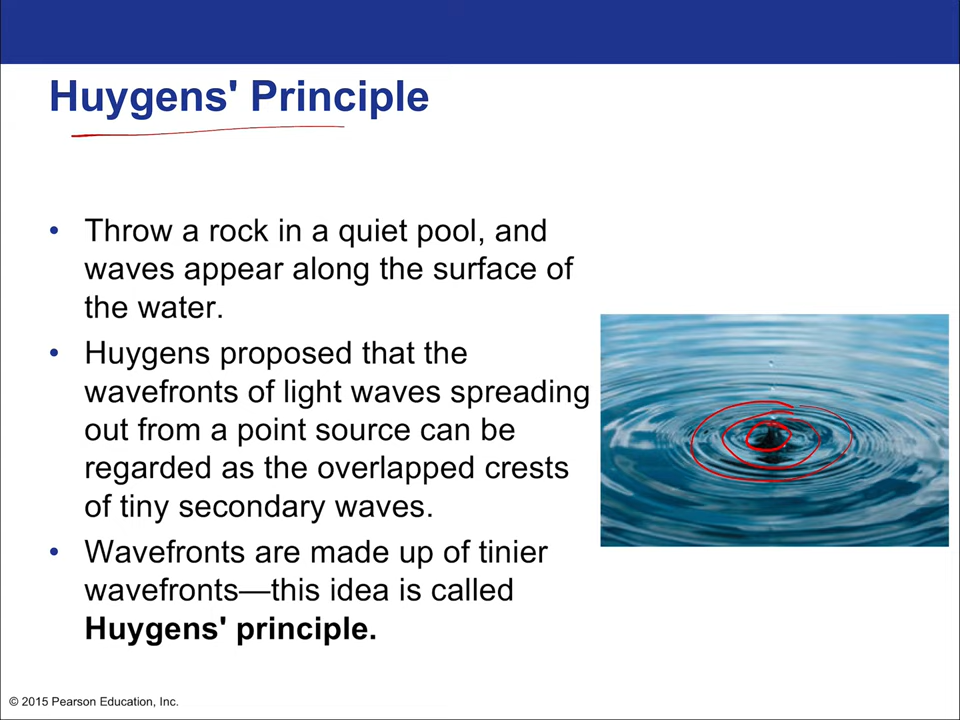 Huygens' Principle
• Throw a rock in a quiet pool, and
waves appear along the surface of
the water.
• Huygens proposed that the
wavefronts of light waves spreading
out from a point source can be
regarded as the overlapped crests
of tiny secondary waves.
• Wavefronts are made up of tinier
wavefronts—this idea is called
Huygens' principle.
© 2015 Pearson Education, Inc.